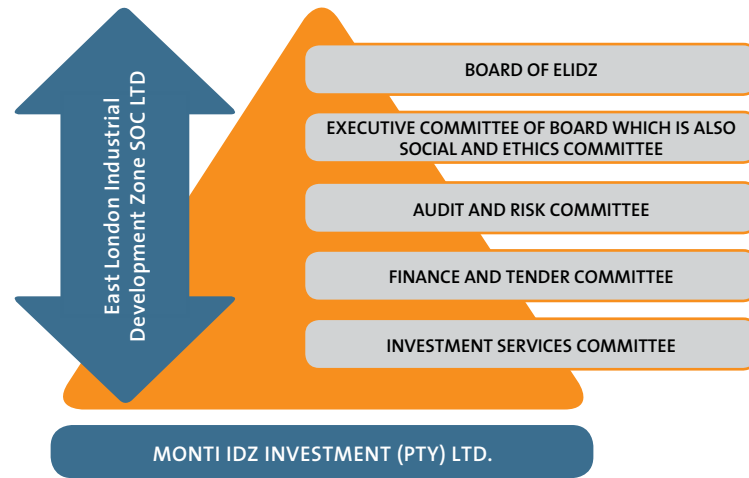 East London Industrial
Development Zone SOC LTD
BOARD OF ELIDZ
EXECUTIVE COMMITTEE OF BOARD WHICH IS ALSO
SOCIAL AND ETHICS COMMITTEE
AUDIT AND RISK COMMITTEE
FINANCE AND TENDER COMMITTEE
INVESTMENT SERVICES COMMITTEE
MONTI IDZ INVESTMENT (PTY) LTD.